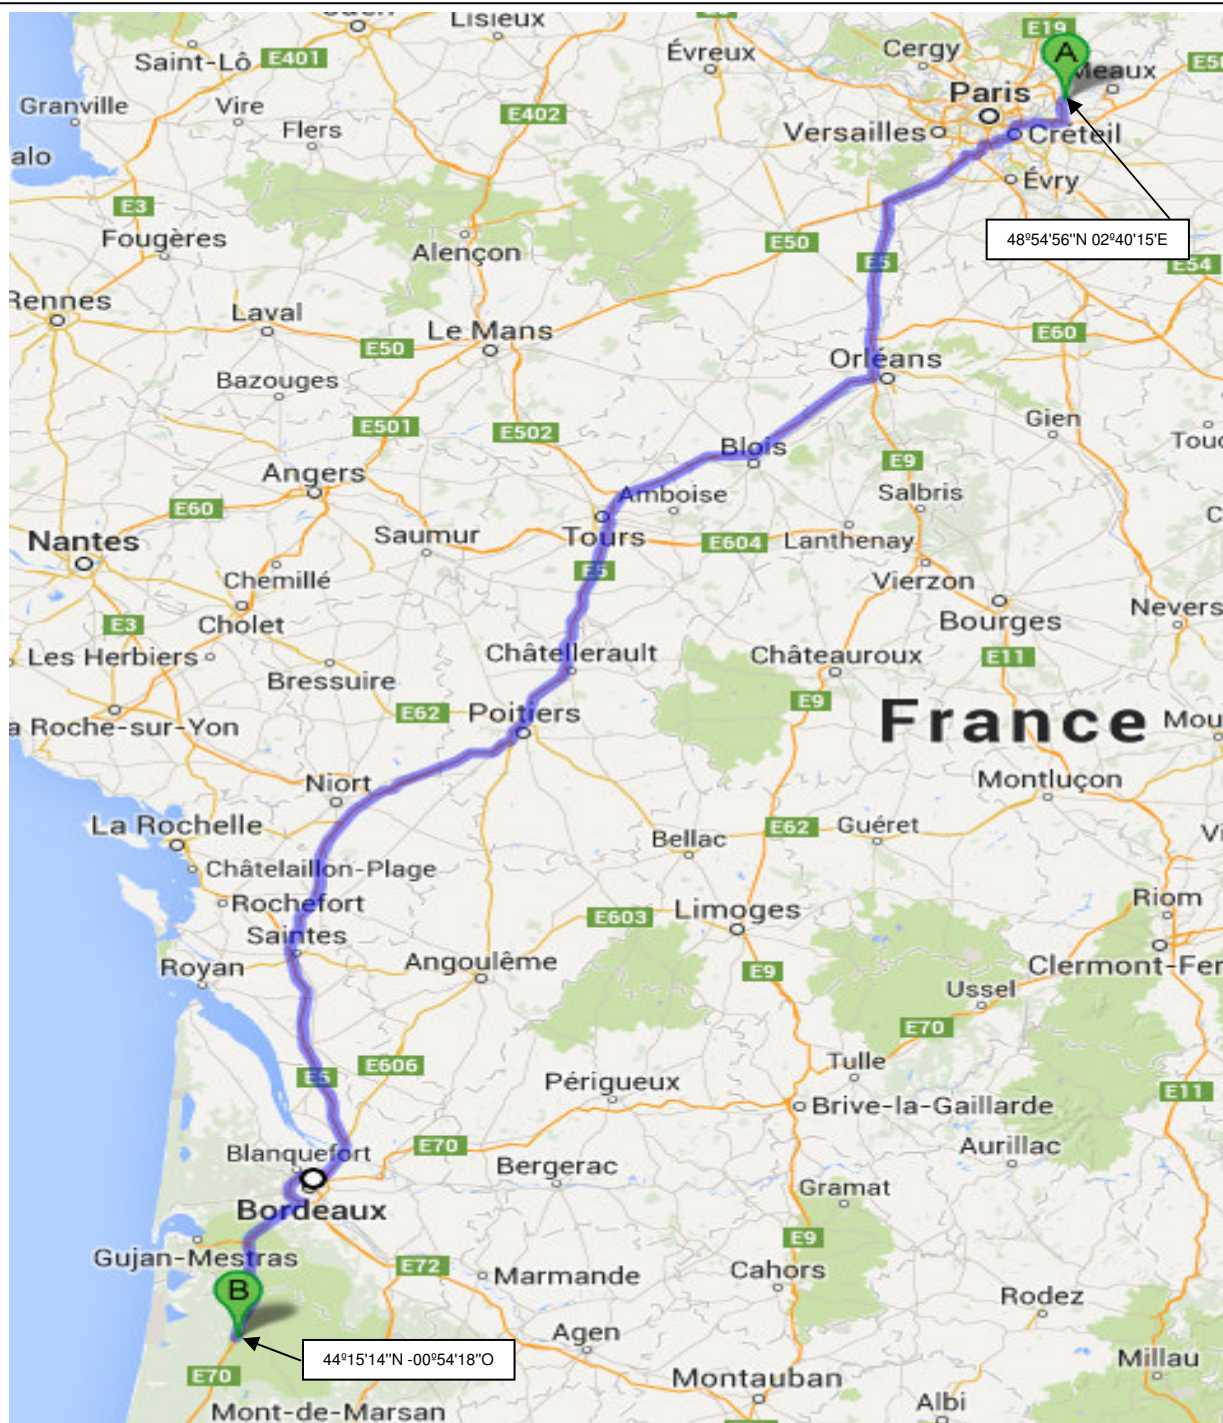 Caen
Lisieux
E19
A
Évreux
Cergy
Saint-Lô
E401
Meaux
Paris
Granville
Vire
E402
Flers
Versailles
Créteil
alo
Évry
E3
Fougères
E50
48º54'56''N 02º40'15'E
Alençon
E5
E54
Rennes
Laval
Le Mans
E60
E50
Orléans
Bazouges
Gien
E501
E502
Blois
Touc
Angers
E9
Amboise
Salbris
E60
Saumur
Tours
E604
Lanthenay
Nantes
E5
Vierzon
Chemillé
Nevers
E3
Cholet
Bourges
Les Herbiers
Châtellerault
Châteauroux
E11
Bressuire
E62
Poitiers
E9
France
Mou
a Roche-sur-Yon
Niort
Montluçon
La Rochelle
E62
Guéret
Bellac
Vi
Châtelaillon-Plage
Rochefort
E603
Limoges
Riom
Saintes
Royan
Angoulême
E9
Clermont-Fer
Ussel
E70
E606
Tulle
E5
Périgueux
E11
Brive-la-Gaillarde
Blanquefort
E70
Aurillac
Bergerac
Gramat
Bordeaux
E9
Gujan-Mestras
E72
Marmande
Cahors
B
Rodez
Agen
44º15'14''N -00º54'18''O
Millau
E70
Montauban
Albi
Mont-de-Marsan